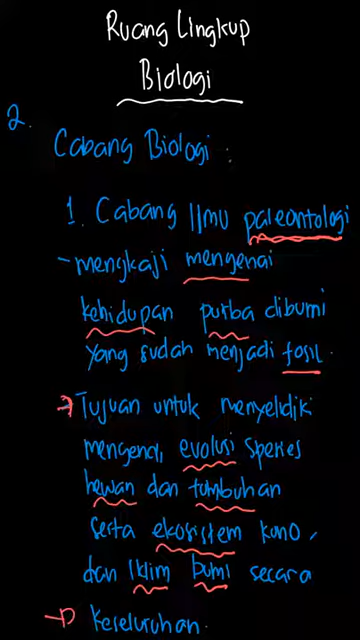 Ruang Lingkup
Biologi
2.
Cabang Biologi :
1. Cabang Ilmu paleontologi
- mengkaji mengenai
kehidupan purba dibumi
yang sudah menjadi fosil.
→ Tujuan untuk menyelidiki
mengenai evolusi spesies
hewan dan tumbuhan
serta ekosistem kuno,
dan Iklim bumi secara
→ Keseluruhan.